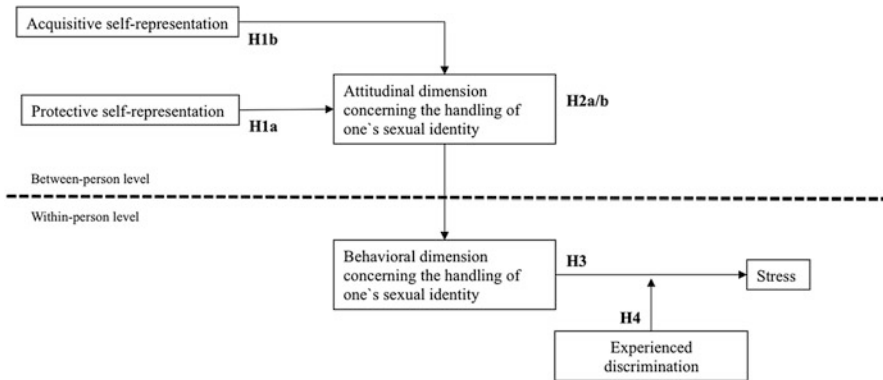 Acquisitive self-representation
H1b
Attitudinal dimension
concerning the handling of
one`s sexual identity
H2a/b
Protective self-representation
H1a
Between-person level
Within-person level
Behavioral dimension
concerning the handling of
one`s sexual identity
H3
Stress
H4
Experienced
discrimination